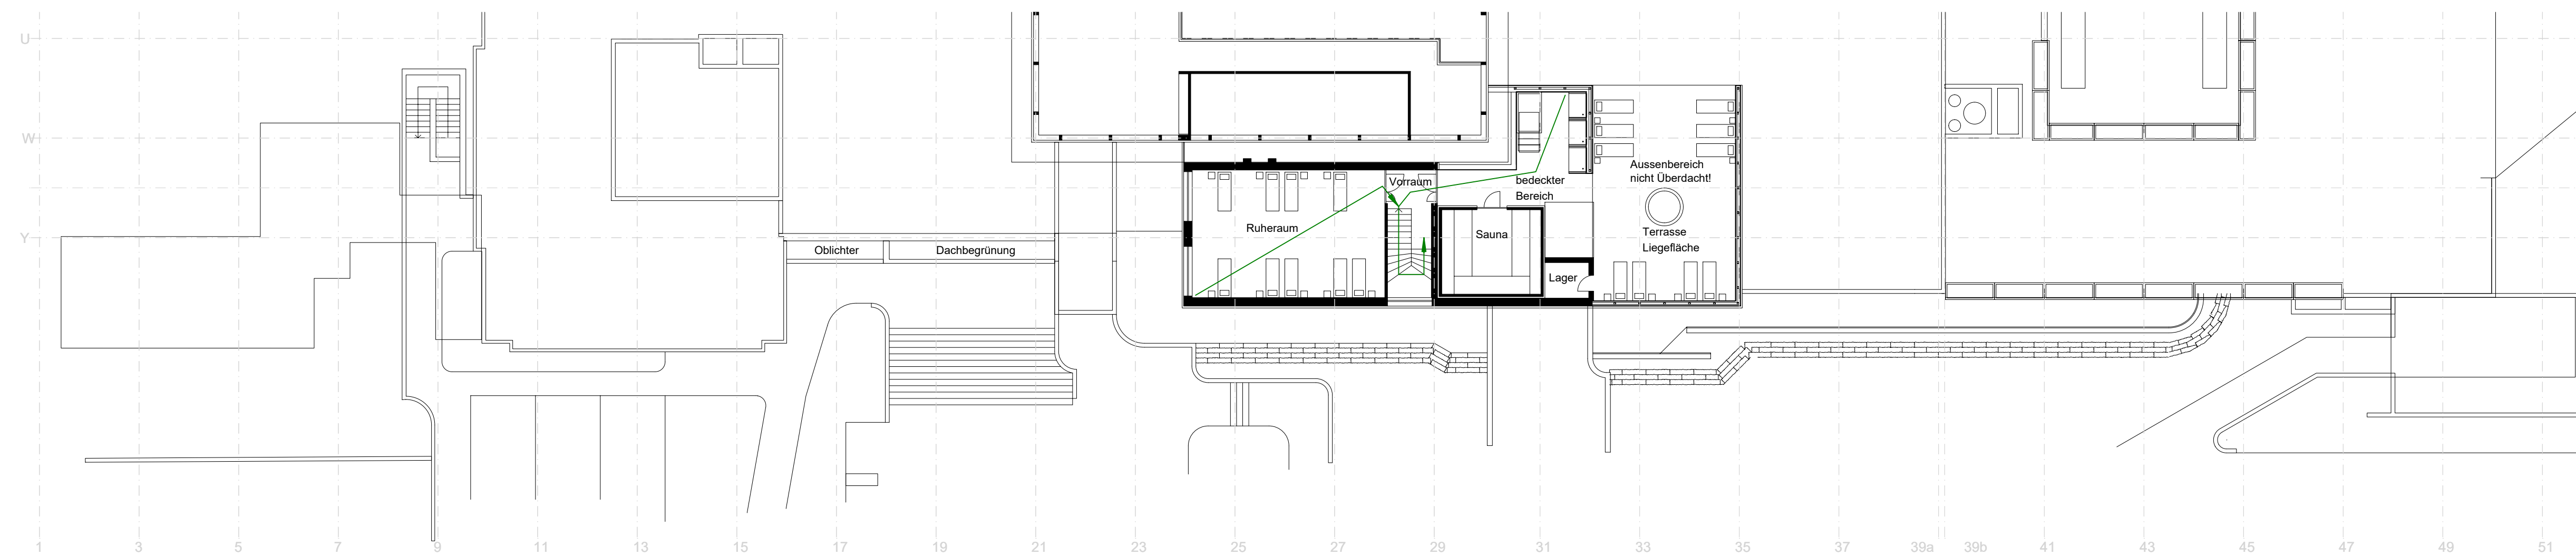 U
W
Y
Aussenbereich
nicht Überdacht!
Vorraum
bedeckter
Bereich
Ruheraum
Sauna
Terrasse
Liegefläche
Oblichter
Dachbegrünung
Lager
1 3 5 7 9 11 13 15 17 19 21 23 25 27 29 31 33 35 37 39a 39b 41 43 45 47 49 51